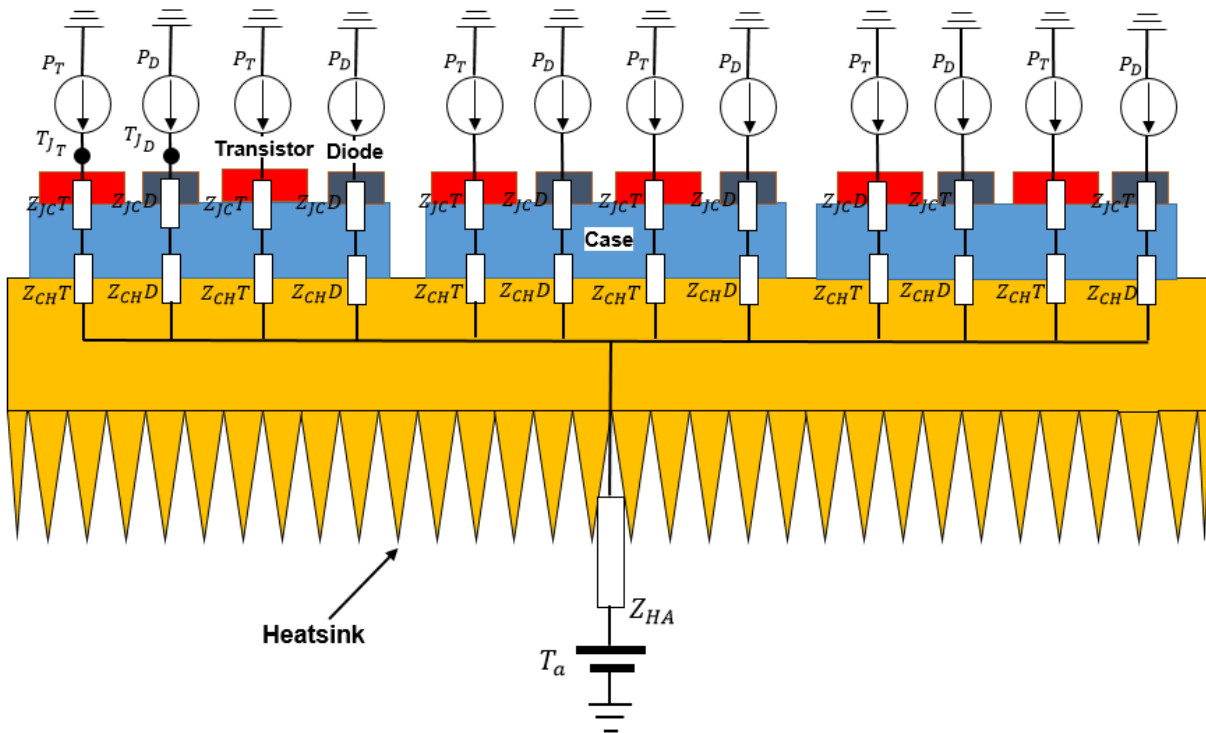 P_T P_D P_T P_D P_T P_D P_T P_D P_T P_D P_T P_D
T_{J_T} T_{J_D} Transistor Diode
Z_{JC}T Z_{JC}D Z_{JC}T Z_{JC}D Z_{JC}T Z_{JC}D Z_{JC}T Z_{JC}D Z_{JC}D Z_{JC}T Z_{JC}T Z_{JC}D
Case
Z_{CH}T Z_{CH}D Z_{CH}T Z_{CH}D Z_{CH}T Z_{CH}D Z_{CH}T Z_{CH}D Z_{CH}T Z_{CH}D Z_{CH}T Z_{CH}D
Z_{HA}
Heatsink
T_a